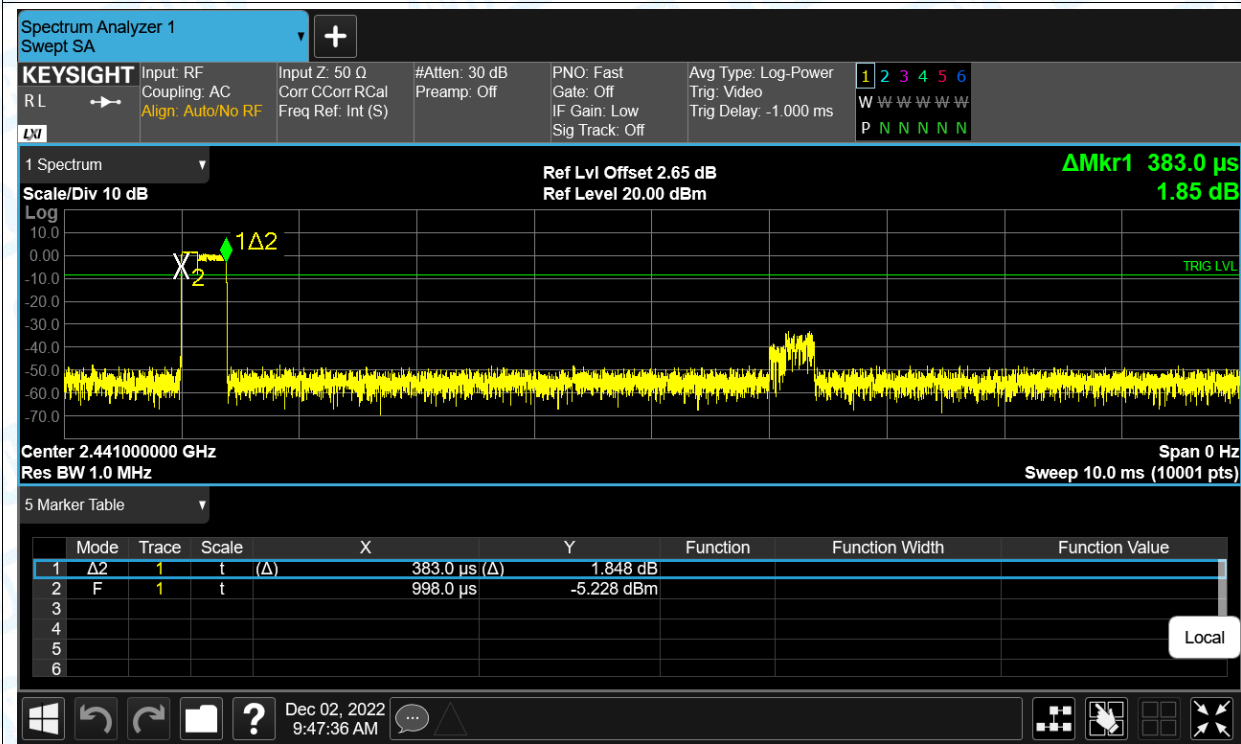 Spectrum Analyzer 1
Swept SA
KEYSIGHT
R L
LXI
Input: RF
Coupling: AC
Align: Auto/No RF
Input Z: 50 Ω
Corr CCorr RCal
Freq Ref: Int (S)
#Atten: 30 dB
Preamp: Off
PNO: Fast
Gate: Off
IF Gain: Low
Sig Track: Off
Avg Type: Log-Power
Trig: Video
Trig Delay: -1.000 ms
1 2 3 4 5 6
W W W W W W
P N N N N N
1 Spectrum
Scale/Div 10 dB
Ref Lvl Offset 2.65 dB
Ref Level 20.00 dBm
ΔMkr1 383.0 µs
1.85 dB
Log
10.0
0.00
-10.0
-20.0
-30.0
-40.0
-50.0
-60.0
-70.0
1Δ2
X
2
TRIG LVL
Center 2.441000000 GHz
Res BW 1.0 MHz
Span 0 Hz
Sweep 10.0 ms (10001 pts)
5 Marker Table
Mode Trace Scale X Y Function Function Width Function Value
1 Δ2 1 t (Δ) 383.0 µs (Δ) 1.848 dB
2 F 1 t 998.0 µs -5.228 dBm
3
4
5
6
Local
?
Dec 02, 2022
9:47:36 AM